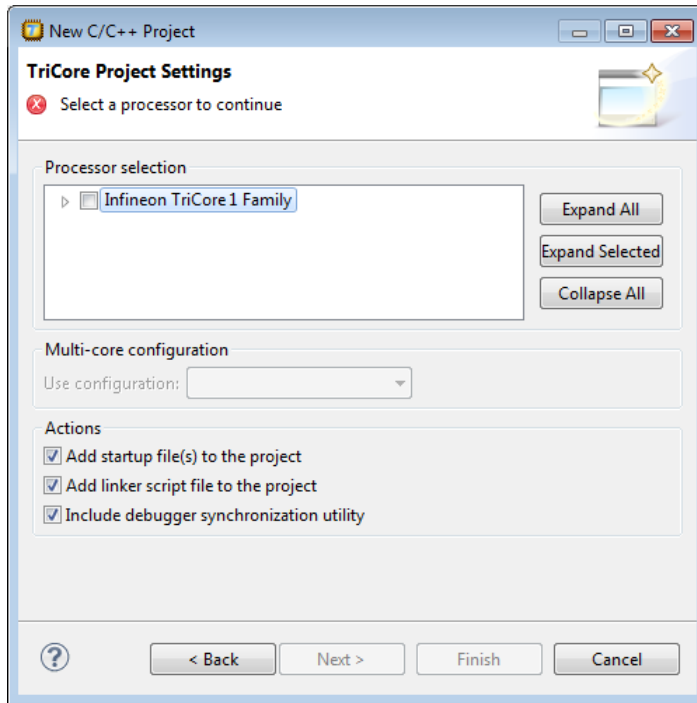 New C/C++ Project
TriCore Project Settings
Select a processor to continue
Processor selection
Infineon TriCore 1 Family
Expand All
Expand Selected
Collapse All
Multi-core configuration
Use configuration:
Actions
Add startup file(s) to the project
Add linker script file to the project
Include debugger synchronization utility
< Back
Next >
Finish
Cancel